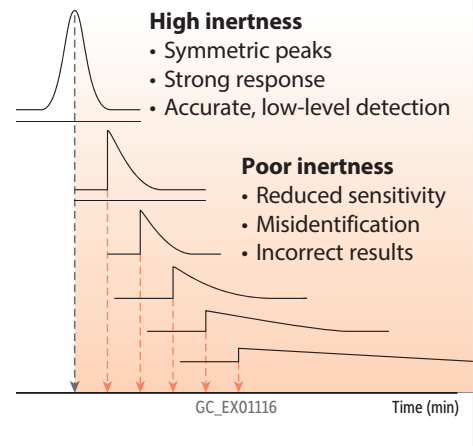 High inertness
• Symmetric peaks
• Strong response
• Accurate, low-level detection
Poor inertness
• Reduced sensitivity
• Misidentification
• Incorrect results
GC_EX01116
Time (min)